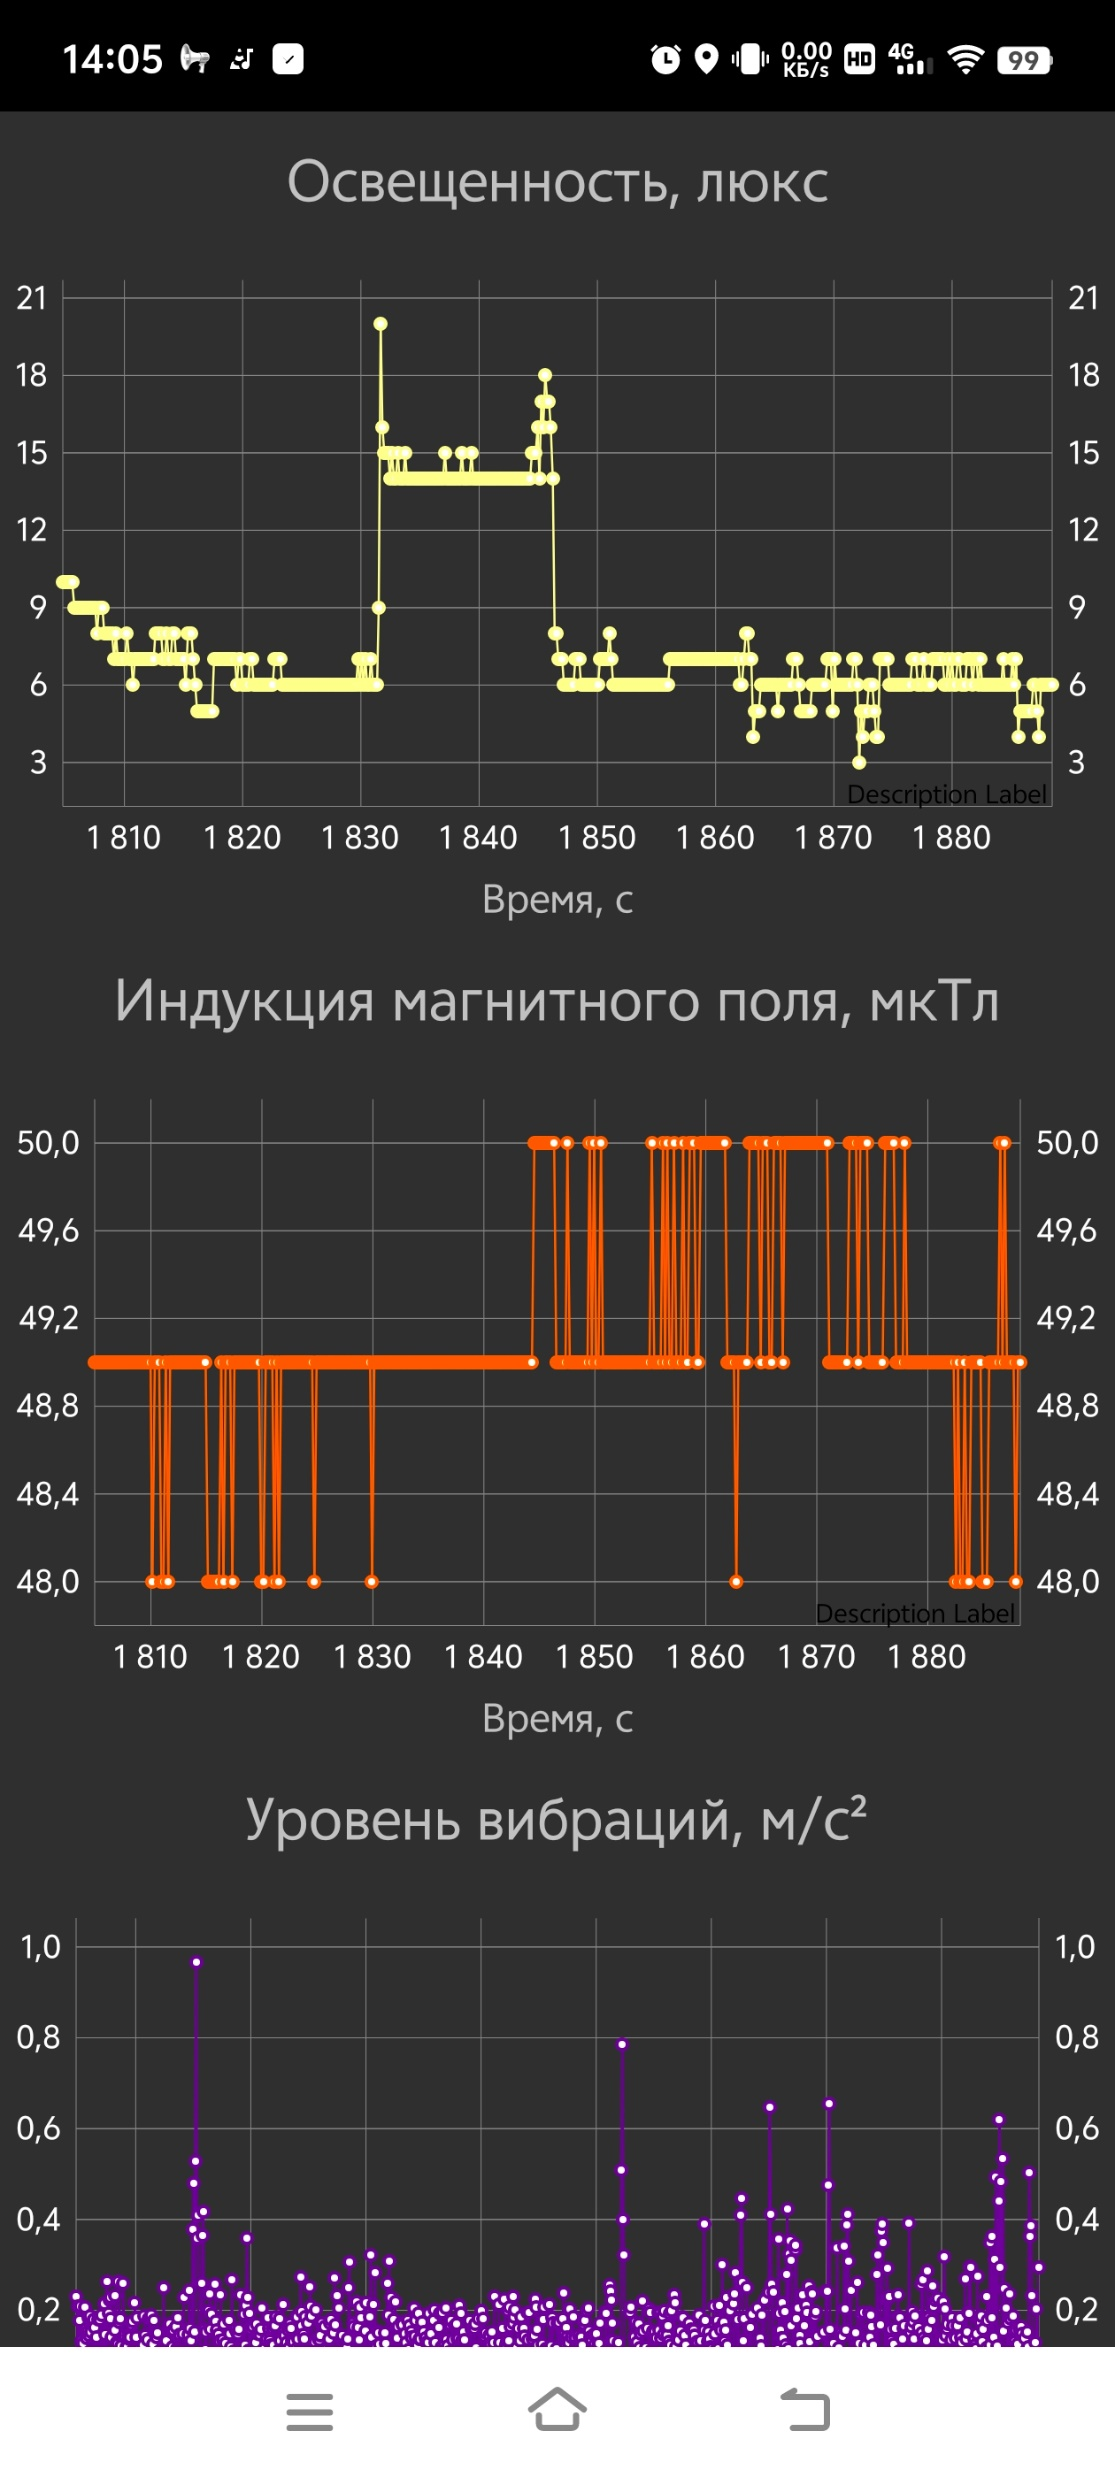 14:05 0.00 КБ/s HD 4G 99
Освещенность, люкс
21 21
18 18
15 15
12 12
9 9
6 6
3 3
Description Label
1 810 1 820 1 830 1 840 1 850 1 860 1 870 1 880
Время, с
Индукция магнитного поля, мкТл
50,0 50,0
49,6 49,6
49,2 49,2
48,8 48,8
48,4 48,4
48,0 48,0
Description Label
1 810 1 820 1 830 1 840 1 850 1 860 1 870 1 880
Время, с
Уровень вибраций, м/с²
1,0 1,0
0,8 0,8
0,6 0,6
0,4 0,4
0,2 0,2